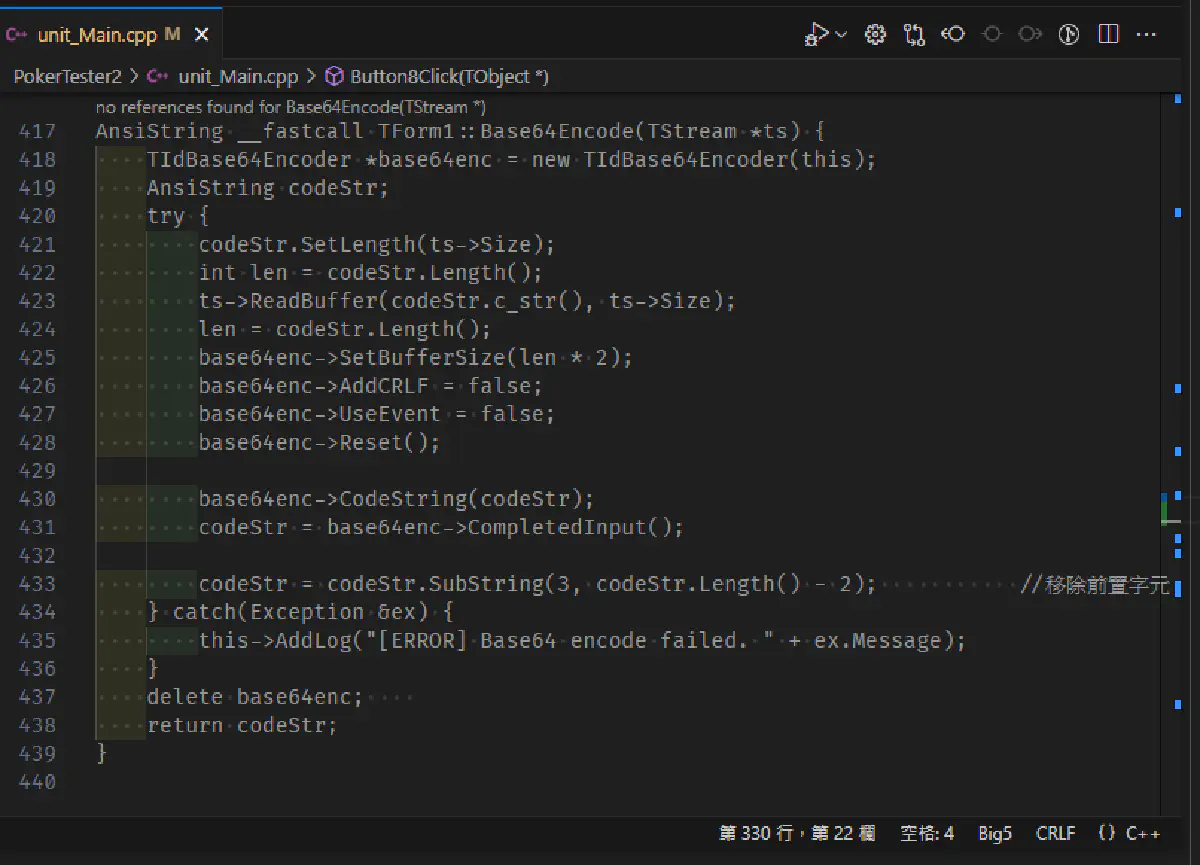 unit_Main.cpp M
PokerTester2 > unit_Main.cpp > Button8Click(TObject *)
no references found for Base64Encode(TStream *)
417 AnsiString __fastcall TForm1::Base64Encode(TStream *ts) {
418 TIdBase64Encoder *base64enc = new TIdBase64Encoder(this);
419 AnsiString codeStr;
420 try {
421 codeStr.SetLength(ts->Size);
422 int len = codeStr.Length();
423 ts->ReadBuffer(codeStr.c_str(), ts->Size);
424 len = codeStr.Length();
425 base64enc->SetBufferSize(len * 2);
426 base64enc->AddCRLF = false;
427 base64enc->UseEvent = false;
428 base64enc->Reset();
429
430 base64enc->CodeString(codeStr);
431 codeStr = base64enc->CompletedInput();
432
433 codeStr = codeStr.SubString(3, codeStr.Length() - 2); //移除前置字元
434 } catch(Exception &ex) {
435 this->AddLog("[ERROR] Base64 encode failed. " + ex.Message);
436 }
437 delete base64enc;
438 return codeStr;
439 }
440
第 330 行，第 22 欄 空格: 4 Big5 CRLF {} C++